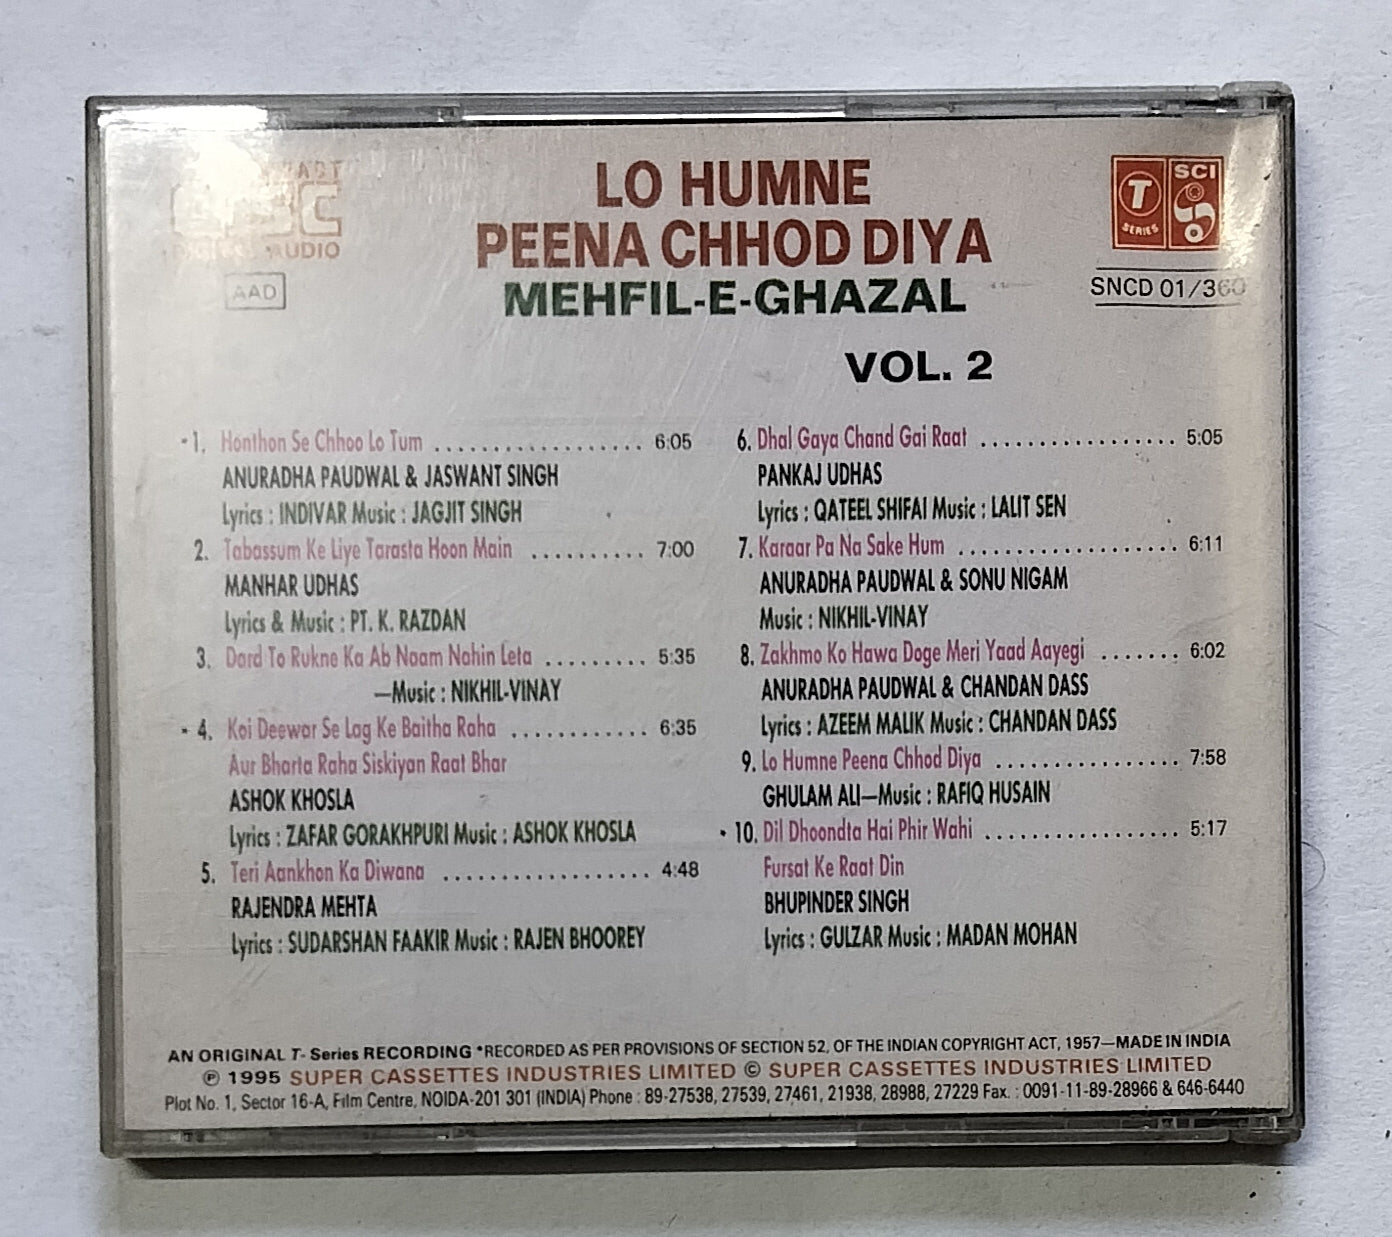 AUDIO
AAD
LO HUMNE
PEENA CHHOD DIYA
MEHFIL-E-GHAZAL
VOL. 2
T SERIES
SCI
SNCD 01/360
*1. Honthon Se Chhoo Lo Tum .................. 6:05
ANURADHA PAUDWAL & JASWANT SINGH
Lyrics : INDIVAR Music : JAGJIT SINGH
2. Tabassum Ke Liye Tarasta Hoon Main .......... 7:00
MANHAR UDHAS
Lyrics & Music : PT. K. RAZDAN
3. Dard To Rukne Ka Ab Naam Nahin Leta ......... 5:35
—Music : NIKHIL-VINAY
*4. Koi Deewar Se Lag Ke Baitha Raha ............ 6:35
Aur Bharta Raha Siskiyan Raat Bhar
ASHOK KHOSLA
Lyrics : ZAFAR GORAKHPURI Music : ASHOK KHOSLA
5. Teri Aankhon Ka Diwana .................. 4:48
RAJENDRA MEHTA
Lyrics : SUDARSHAN FAAKIR Music : RAJEN BHOOREY
6. Dhal Gaya Chand Gai Raat ................. 5:05
PANKAJ UDHAS
Lyrics : QATEEL SHIFAI Music : LALIT SEN
7. Karaar Pa Na Sake Hum ................... 6:11
ANURADHA PAUDWAL & SONU NIGAM
Music : NIKHIL-VINAY
8. Zakhmo Ko Hawa Doge Meri Yaad Aayegi ....... 6:02
ANURADHA PAUDWAL & CHANDAN DASS
Lyrics : AZEEM MALIK Music : CHANDAN DASS
9. Lo Humne Peena Chhod Diya ................ 7:58
GHULAM ALI—Music : RAFIQ HUSAIN
*10. Dil Dhoondta Hai Phir Wahi ................. 5:17
Fursat Ke Raat Din
BHUPINDER SINGH
Lyrics : GULZAR Music : MADAN MOHAN
AN ORIGINAL T- Series RECORDING *RECORDED AS PER PROVISIONS OF SECTION 52, OF THE INDIAN COPYRIGHT ACT, 1957—MADE IN INDIA
℗ 1995 SUPER CASSETTES INDUSTRIES LIMITED © SUPER CASSETTES INDUSTRIES LIMITED
Plot No. 1, Sector 16-A, Film Centre, NOIDA-201 301 (INDIA) Phone : 89-27538, 27539, 27461, 21938, 28988, 27229 Fax. : 0091-11-89-28966 & 646-6440